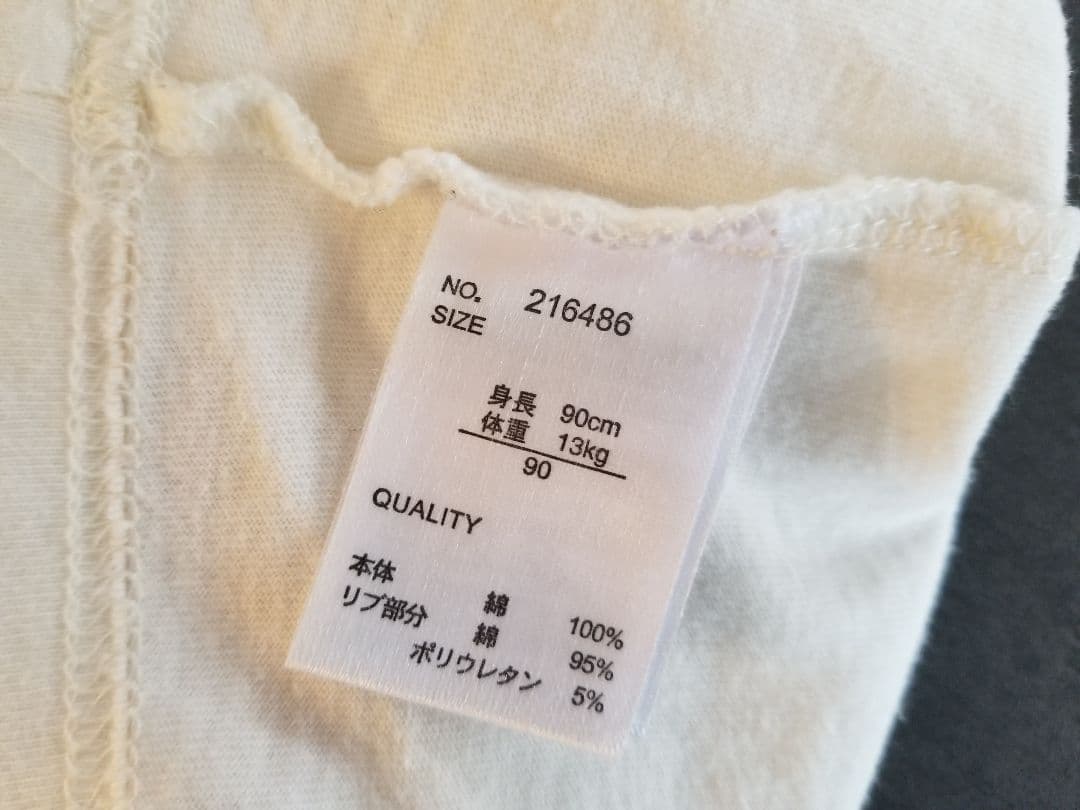 NO. 216486
SIZE
身長 90cm
体重 13kg
90
QUALITY
本体 綿 100%
リブ部分 綿 95%
ポリウレタン 5%